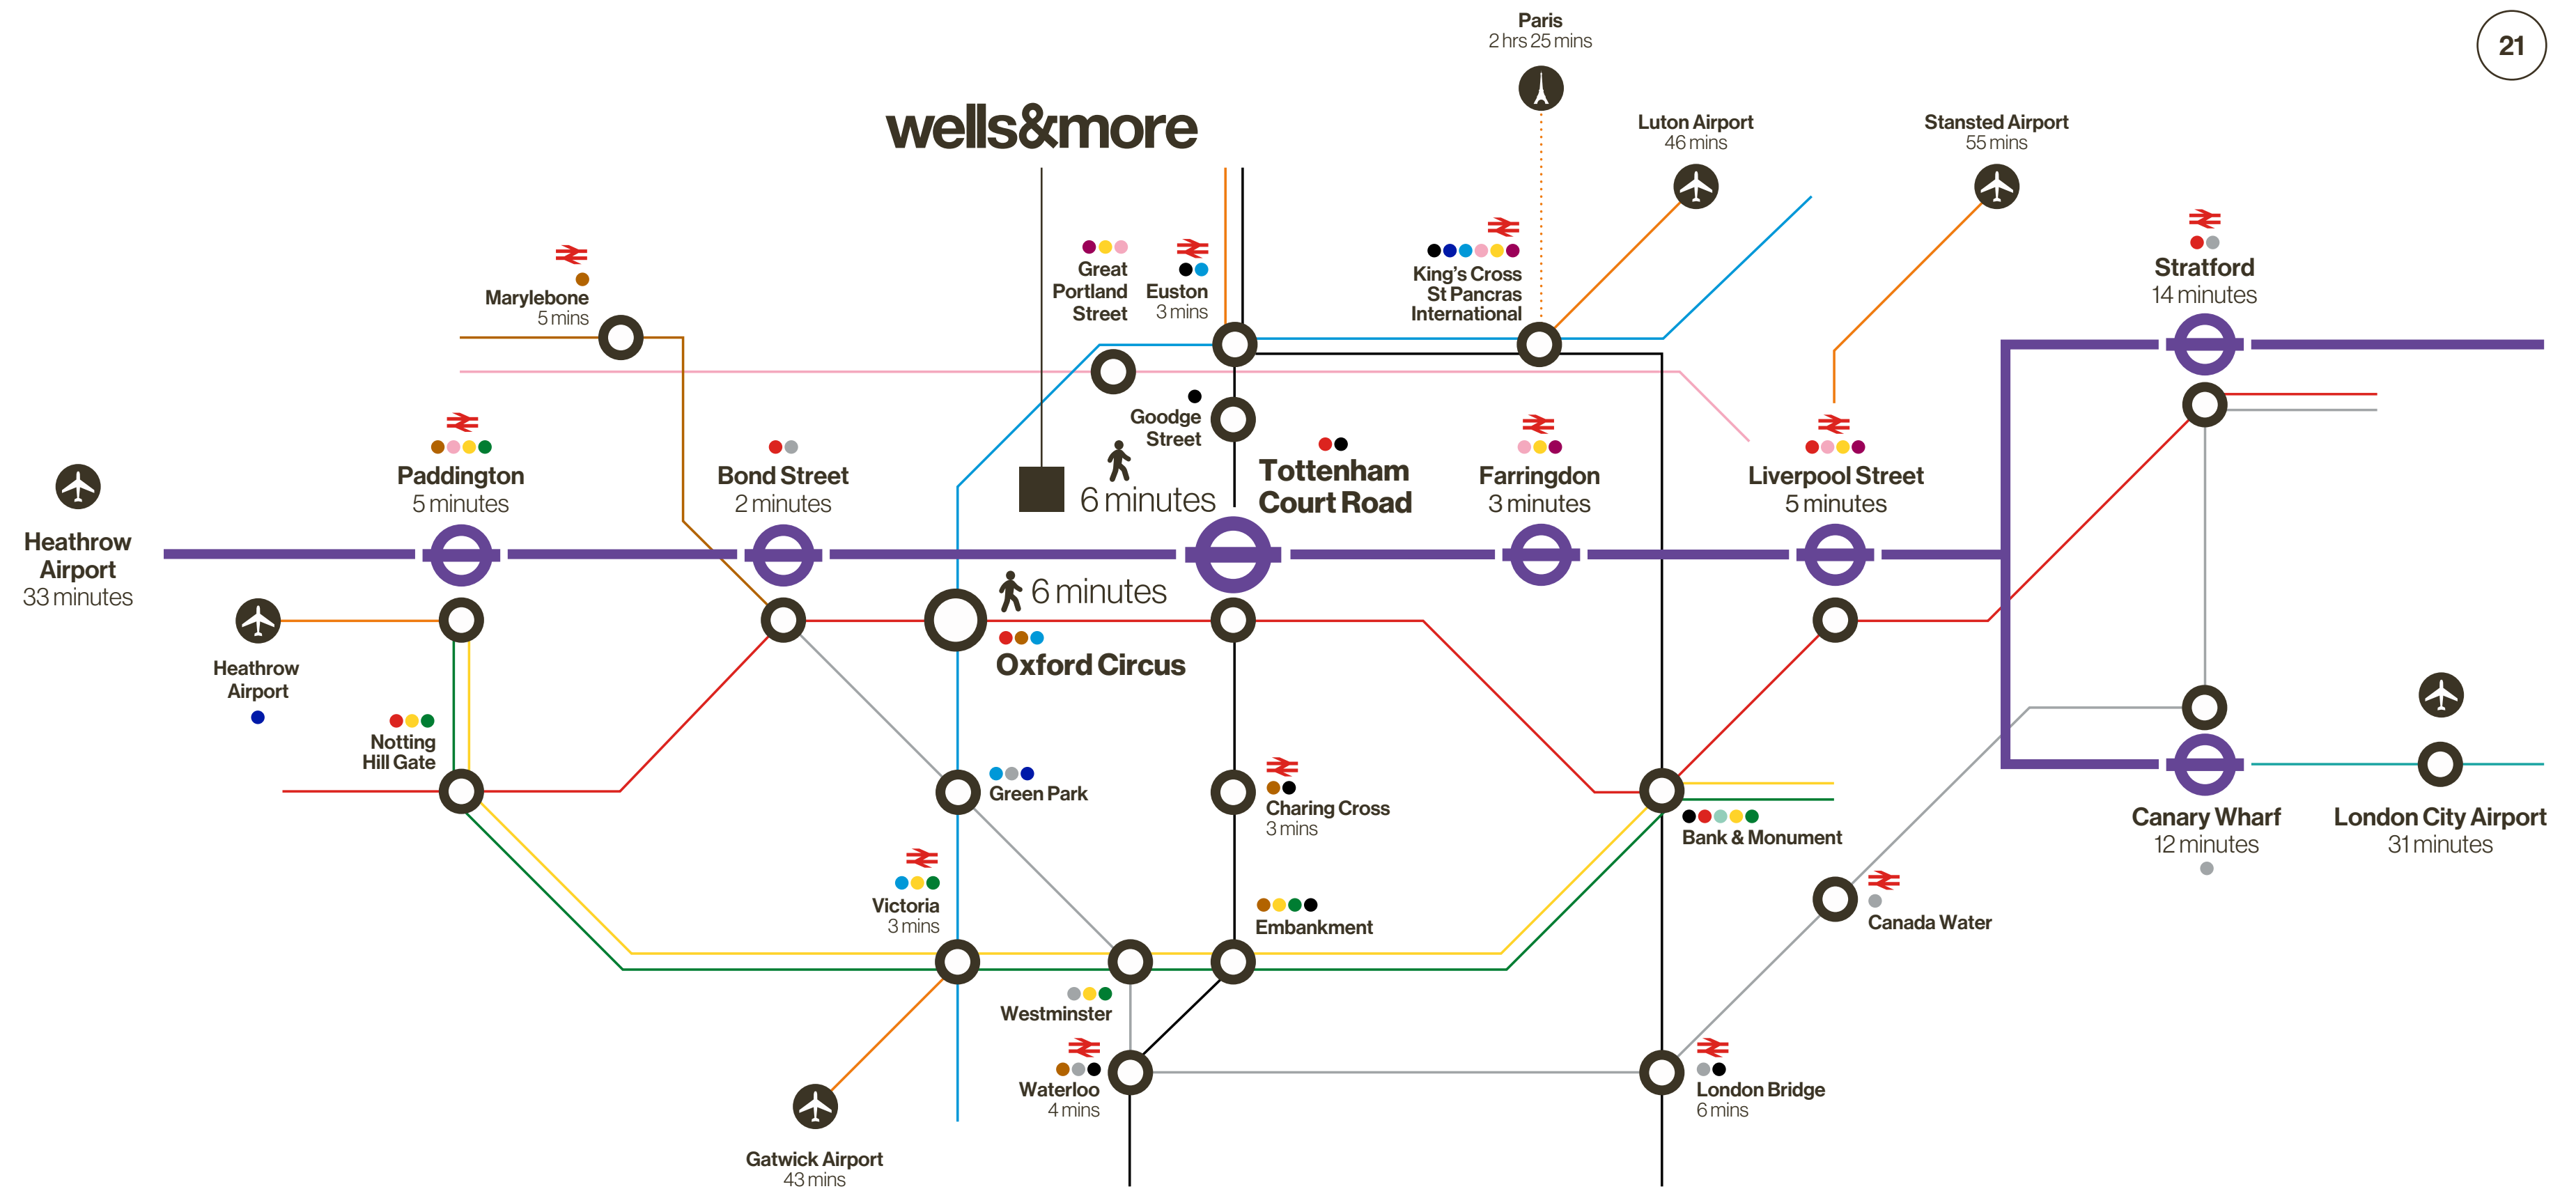 21
Paris
2 hrs 25 mins
wells&more
Luton Airport
46 mins
Stansted Airport
55 mins
Great
Portland
Street
Euston
3 mins
King's Cross
St Pancras
International
Stratford
14 minutes
Marylebone
5 mins
Goodge
Street
Paddington
5 minutes
Bond Street
2 minutes
6 minutes
Tottenham
Court Road
Farringdon
3 minutes
Liverpool Street
5 minutes
Heathrow
Airport
33 minutes
6 minutes
Oxford Circus
Heathrow
Airport
Notting
Hill Gate
Green Park
Charing Cross
3 mins
Bank & Monument
Canary Wharf
12 minutes
London City Airport
31 minutes
Victoria
3 mins
Embankment
Canada Water
Westminster
Waterloo
4 mins
London Bridge
6 mins
Gatwick Airport
43 mins